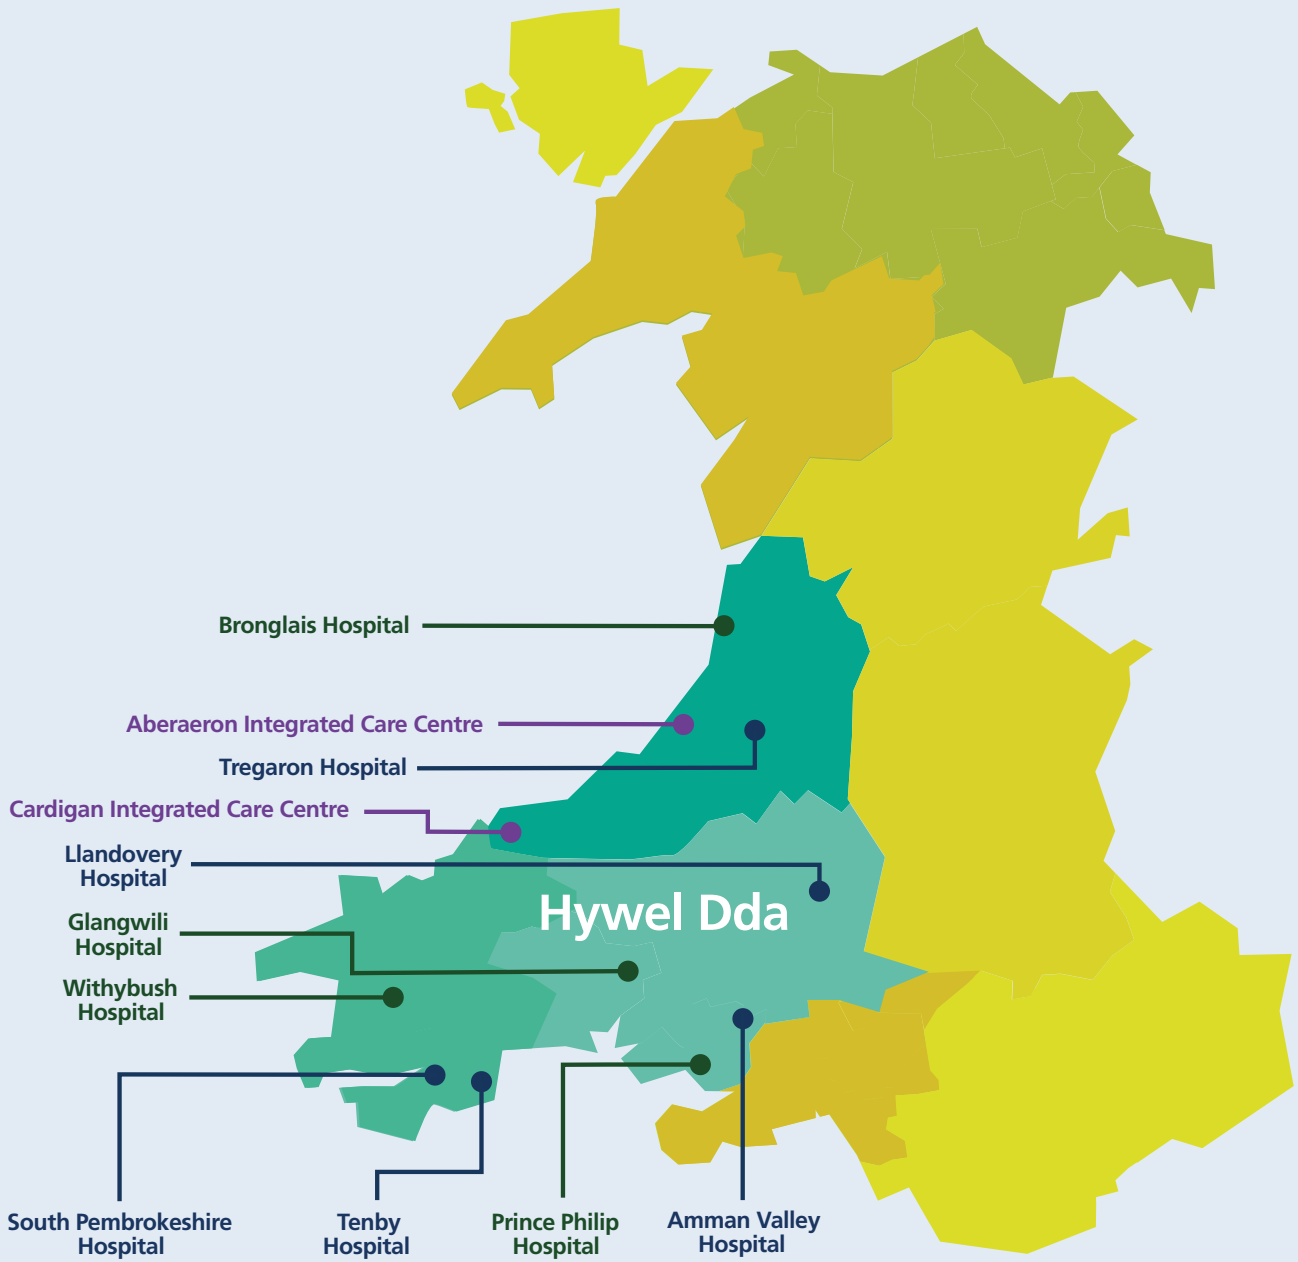 Bronglais Hospital
Aberaeron Integrated Care Centre
Tregaron Hospital
Cardigan Integrated Care Centre
Llandovery
Hospital
Hywel Dda
Glangwili
Hospital
Withybush
Hospital
South Pembrokeshire
Hospital
Tenby
Hospital
Prince Philip
Hospital
Amman Valley
Hospital